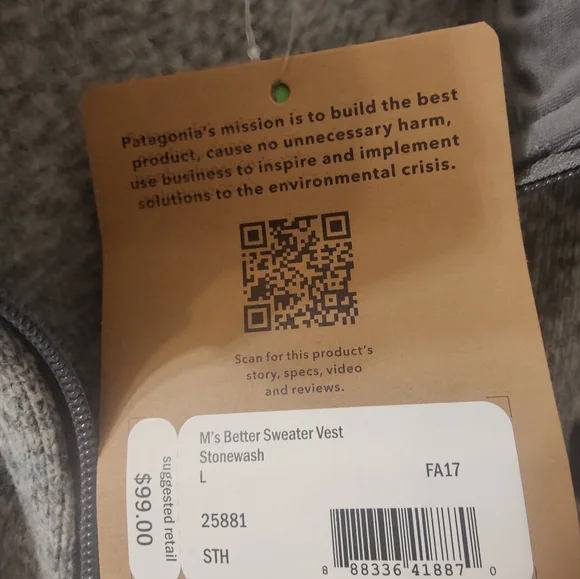 Patagonia's mission is to build the best
product, cause no unnecessary harm,
use business to inspire and implement
solutions to the environmental crisis.
Scan for this product's
story, specs, video
and reviews.
suggested retail
$99.00
M's Better Sweater Vest
Stonewash
L
FA17
25881
STH
8 88336 41887 0